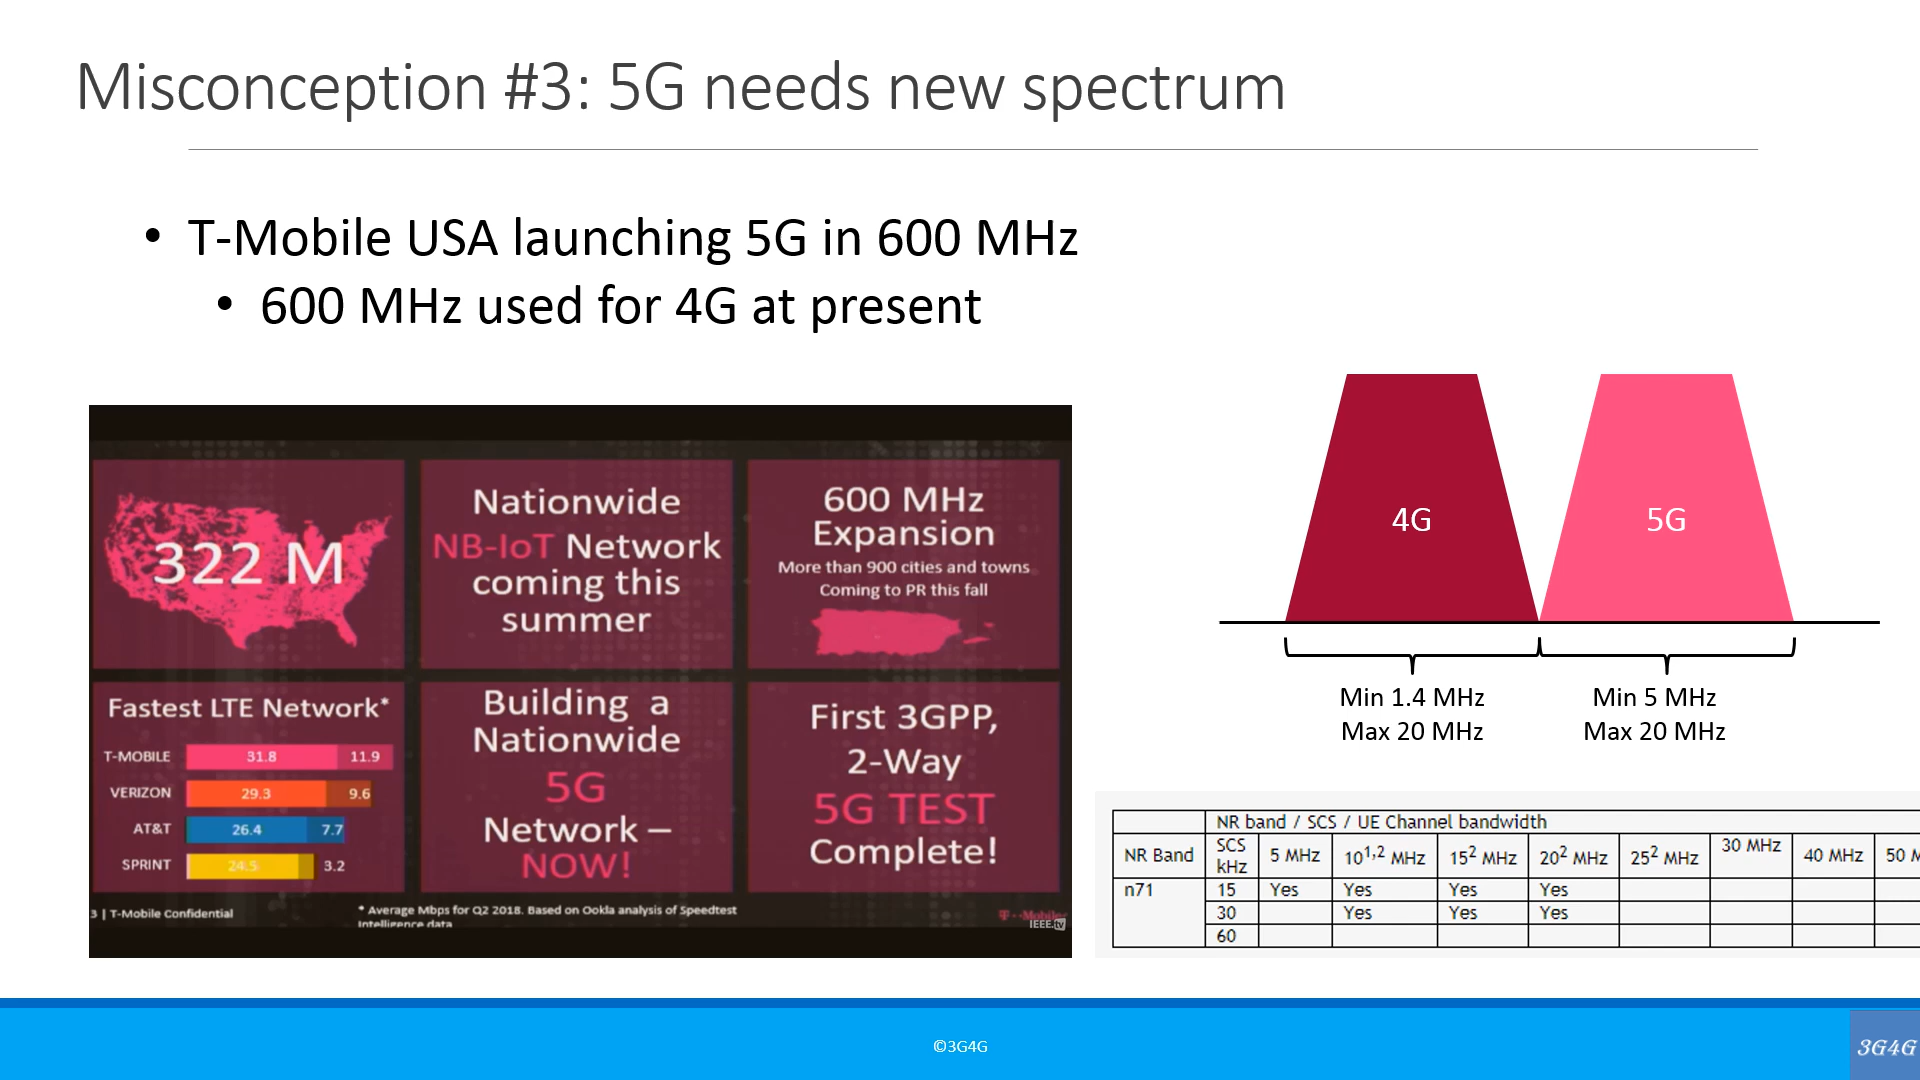 Misconception #3: 5G needs new spectrum
• T-Mobile USA launching 5G in 600 MHz
• 600 MHz used for 4G at present
322 M
Nationwide
NB-IoT Network
coming this
summer
600 MHz
Expansion
More than 900 cities and towns
Coming to PR this fall
Fastest LTE Network*
T-MOBILE 31.8 11.9
VERIZON 29.3 9.6
AT&T 26.4 7.7
SPRINT 24.5 3.2
Building a
Nationwide
5G
Network –
NOW!
First 3GPP,
2-Way
5G TEST
Complete!
3 | T-Mobile Confidential
* Average Mbps for Q2 2018. Based on Ookla analysis of Speedtest
Intelligence data
T-Mobile
IEEE.tv
4G
5G
Min 1.4 MHz
Max 20 MHz
Min 5 MHz
Max 20 MHz
NR band / SCS / UE Channel bandwidth
NR Band SCS kHz 5 MHz 10^1,2 MHz 15^2 MHz 20^2 MHz 25^2 MHz 30 MHz 40 MHz 50 M
n71 15 Yes Yes Yes Yes
30 Yes Yes Yes
60
©3G4G
3G4G